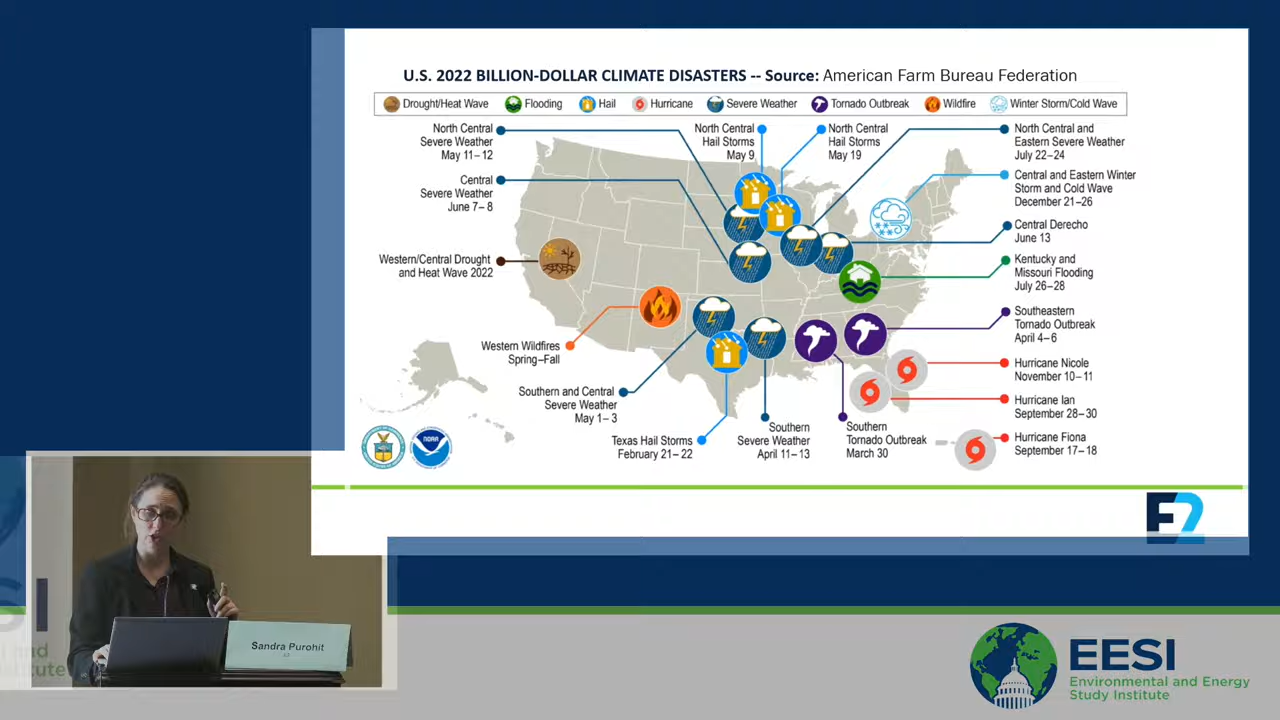 U.S. 2022 BILLION-DOLLAR CLIMATE DISASTERS -- Source: American Farm Bureau Federation
Drought/Heat Wave Flooding Hail Hurricane Severe Weather Tornado Outbreak Wildfire Winter Storm/Cold Wave
North Central
Severe Weather
May 11–12
North Central
Hail Storms
May 9
North Central
Hail Storms
May 19
North Central and
Eastern Severe Weather
July 22–24
Central
Severe Weather
June 7–8
Central and Eastern Winter
Storm and Cold Wave
December 21–26
Central Derecho
June 13
Western/Central Drought
and Heat Wave 2022
Kentucky and
Missouri Flooding
July 26–28
Southeastern
Tornado Outbreak
April 4–6
Western Wildfires
Spring–Fall
Hurricane Nicole
November 10–11
Southern and Central
Severe Weather
May 1–3
Hurricane Ian
September 28–30
Texas Hail Storms
February 21–22
Southern
Severe Weather
April 11–13
Southern
Tornado Outbreak
March 30
Hurricane Fiona
September 17–18
NOAA
E2
Sandra Purohit
EESI
Environmental and Energy
Study Institute